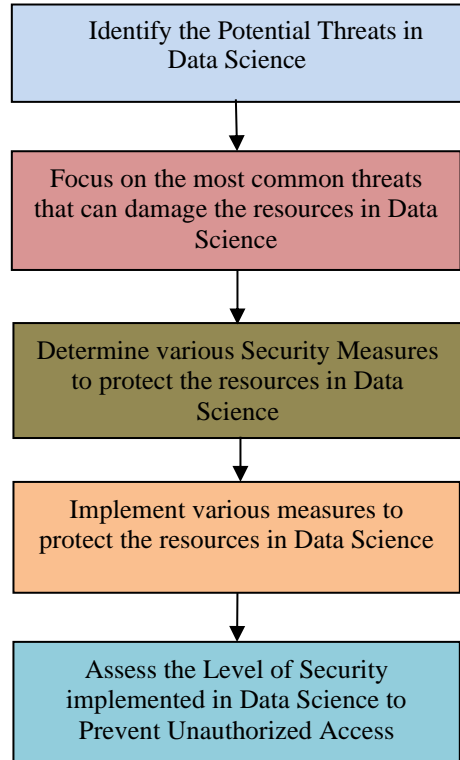 Identify the Potential Threats in
Data Science
Focus on the most common threats
that can damage the resources in Data
Science
Determine various Security Measures
to protect the resources in Data
Science
Implement various measures to
protect the resources in Data Science
Assess the Level of Security
implemented in Data Science to
Prevent Unauthorized Access